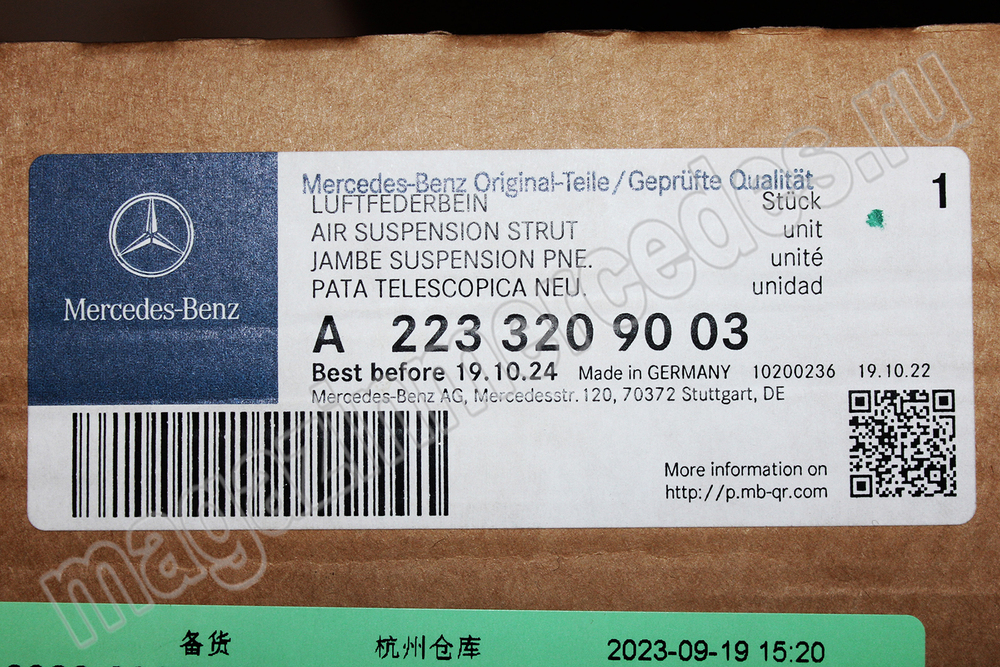 Mercedes-Benz
Mercedes-Benz Original-Teile/Geprüfte Qualität
LUFTFEDERBEIN Stück 1
AIR SUSPENSION STRUT unit
JAMBE SUSPENSION PNE. unité
PATA TELESCOPICA NEU. unidad
A 223 320 90 03
Best before 19.10.24 Made in GERMANY 10200236 19.10.22
Mercedes-Benz AG, Mercedesstr.120, 70372 Stuttgart, DE
More information on
http://p.mb-qr.com
magazinmercedes.ru
备货 杭州仓库 2023-09-19 15:20